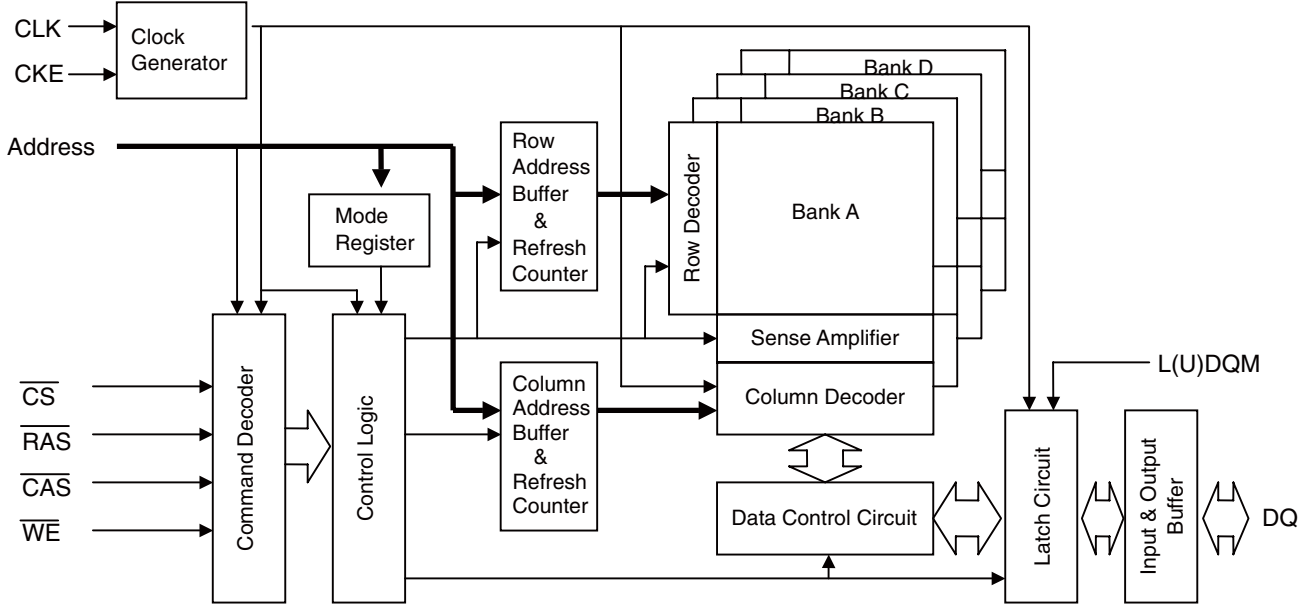 CLK
CKE
Clock
Generator
Address
Mode
Register
Row
Address
Buffer
&
Refresh
Counter
Row Decoder
Bank D
Bank C
Bank B
Bank A
Sense Amplifier
Column Decoder
CS
RAS
CAS
WE
Command Decoder
Control Logic
Column
Address
Buffer
&
Refresh
Counter
Data Control Circuit
L(U)DQM
Latch Circuit
Input & Output
Buffer
DQ